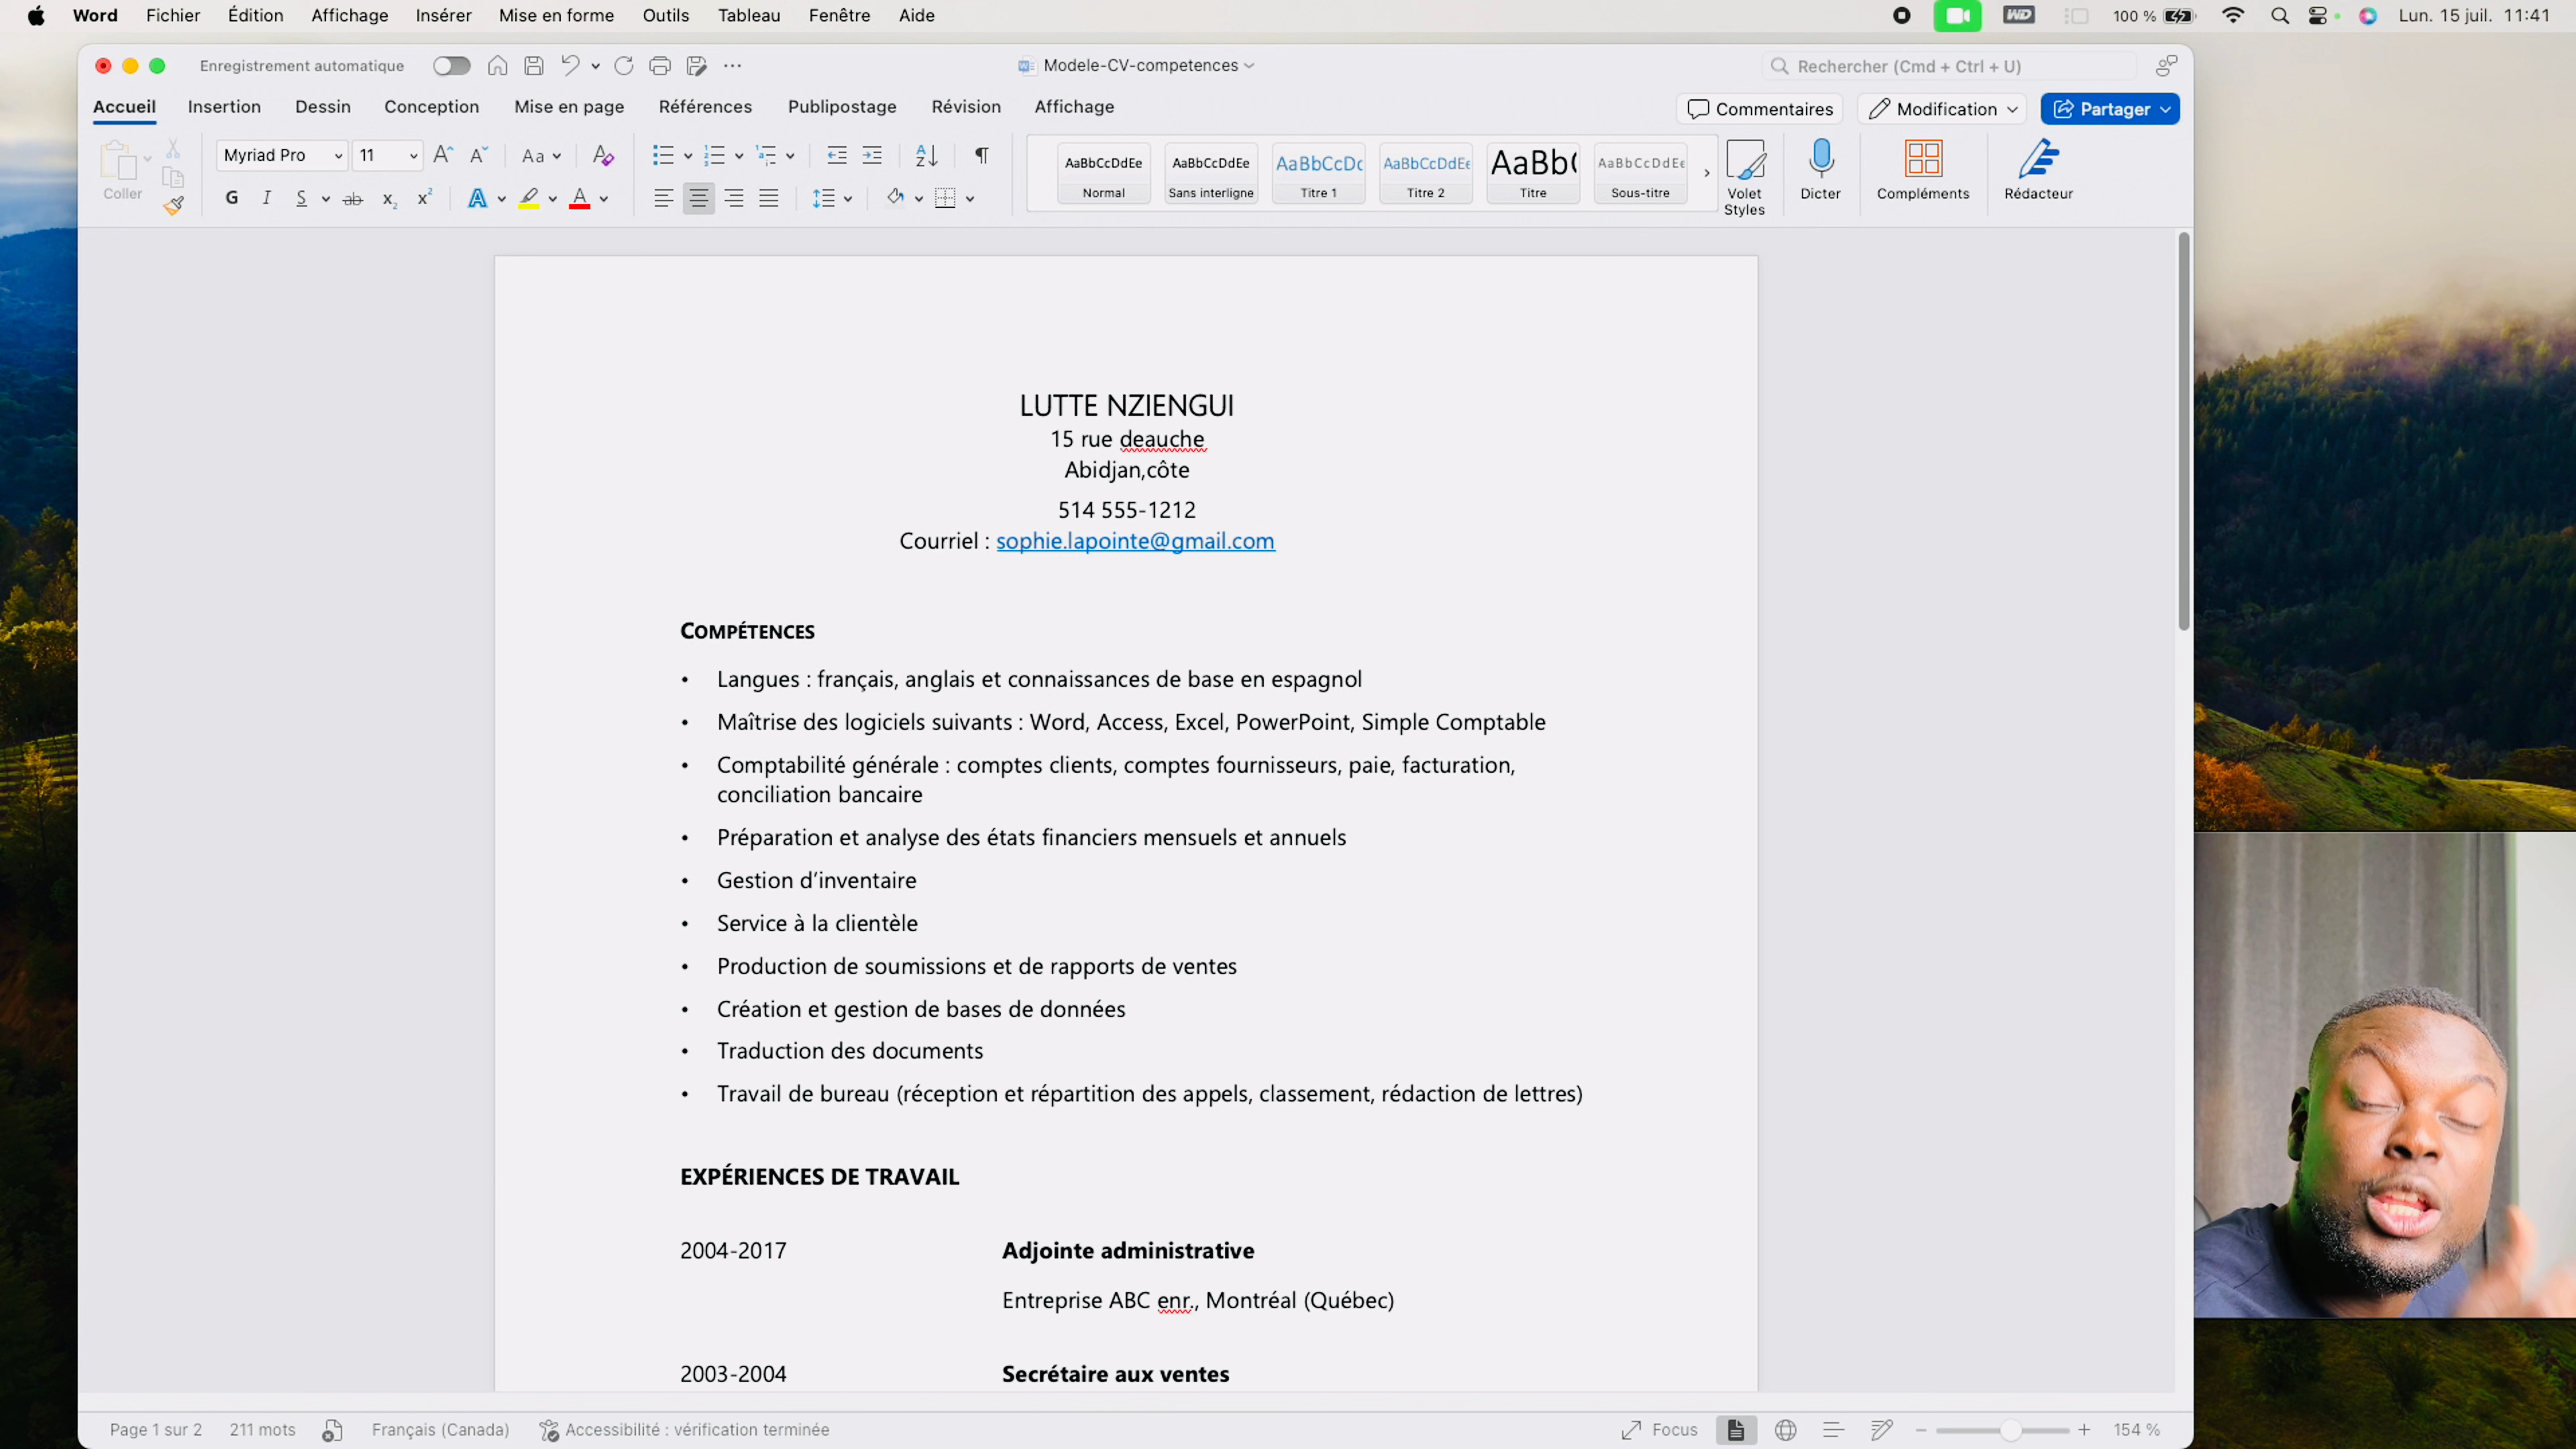 Word Fichier Édition Affichage Insérer Mise en forme Outils Tableau Fenêtre Aide WD 100 % Lun. 15 juil. 11:41
Enregistrement automatique Modele-CV-competences Rechercher (Cmd + Ctrl + U)
Accueil Insertion Dessin Conception Mise en page Références Publipostage Révision Affichage Commentaires Modification Partager
Coller
Myriad Pro 11 Aa
G I S ab x₂ x² A A
AaBbCcDdEe AaBbCcDdEe AaBbCcDc AaBbCcDdEe AaBb( AaBbCcDdEe
Normal Sans interligne Titre 1 Titre 2 Titre Sous-titre
Volet
Styles
Dicter Compléments Rédacteur
LUTTE NZIENGUI
15 rue deauche
Abidjan,côte
514 555-1212
Courriel : sophie.lapointe@gmail.com
COMPÉTENCES
• Langues : français, anglais et connaissances de base en espagnol
• Maîtrise des logiciels suivants : Word, Access, Excel, PowerPoint, Simple Comptable
• Comptabilité générale : comptes clients, comptes fournisseurs, paie, facturation,
conciliation bancaire
• Préparation et analyse des états financiers mensuels et annuels
• Gestion d’inventaire
• Service à la clientèle
• Production de soumissions et de rapports de ventes
• Création et gestion de bases de données
• Traduction des documents
• Travail de bureau (réception et répartition des appels, classement, rédaction de lettres)
EXPÉRIENCES DE TRAVAIL
2004-2017 Adjointe administrative
Entreprise ABC enr., Montréal (Québec)
2003-2004 Secrétaire aux ventes
Page 1 sur 2 211 mots Français (Canada) Accessibilité : vérification terminée Focus 154 %